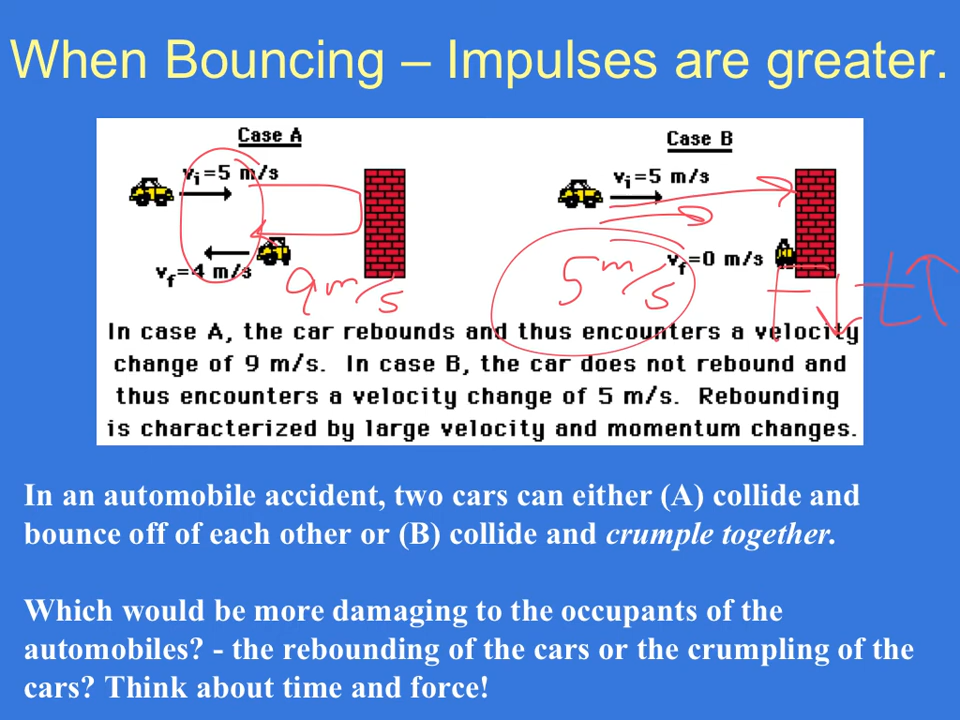 When Bouncing – Impulses are greater.
Case A
Case B
vi=5 m/s
vi=5 m/s
vf=4 m/s
vf=0 m/s
9 m/s
5 m/s
F↓ t↑
In case A, the car rebounds and thus encounters a velocity
change of 9 m/s. In case B, the car does not rebound and
thus encounters a velocity change of 5 m/s. Rebounding
is characterized by large velocity and momentum changes.
In an automobile accident, two cars can either (A) collide and
bounce off of each other or (B) collide and crumple together.
Which would be more damaging to the occupants of the
automobiles? - the rebounding of the cars or the crumpling of the
cars? Think about time and force!